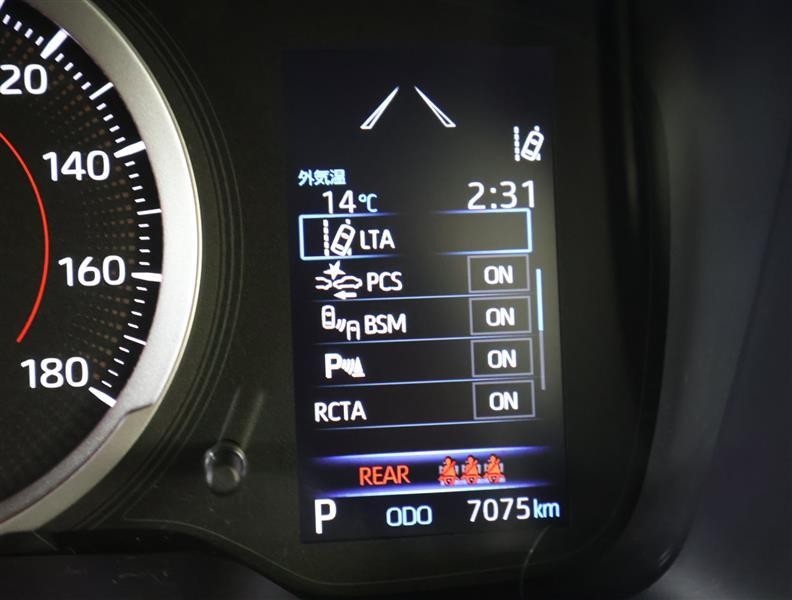 20
140
160
180
外気温
14℃ 2:31
LTA
PCS ON
BSM ON
P ON
RCTA ON
REAR
P ODO 7075km